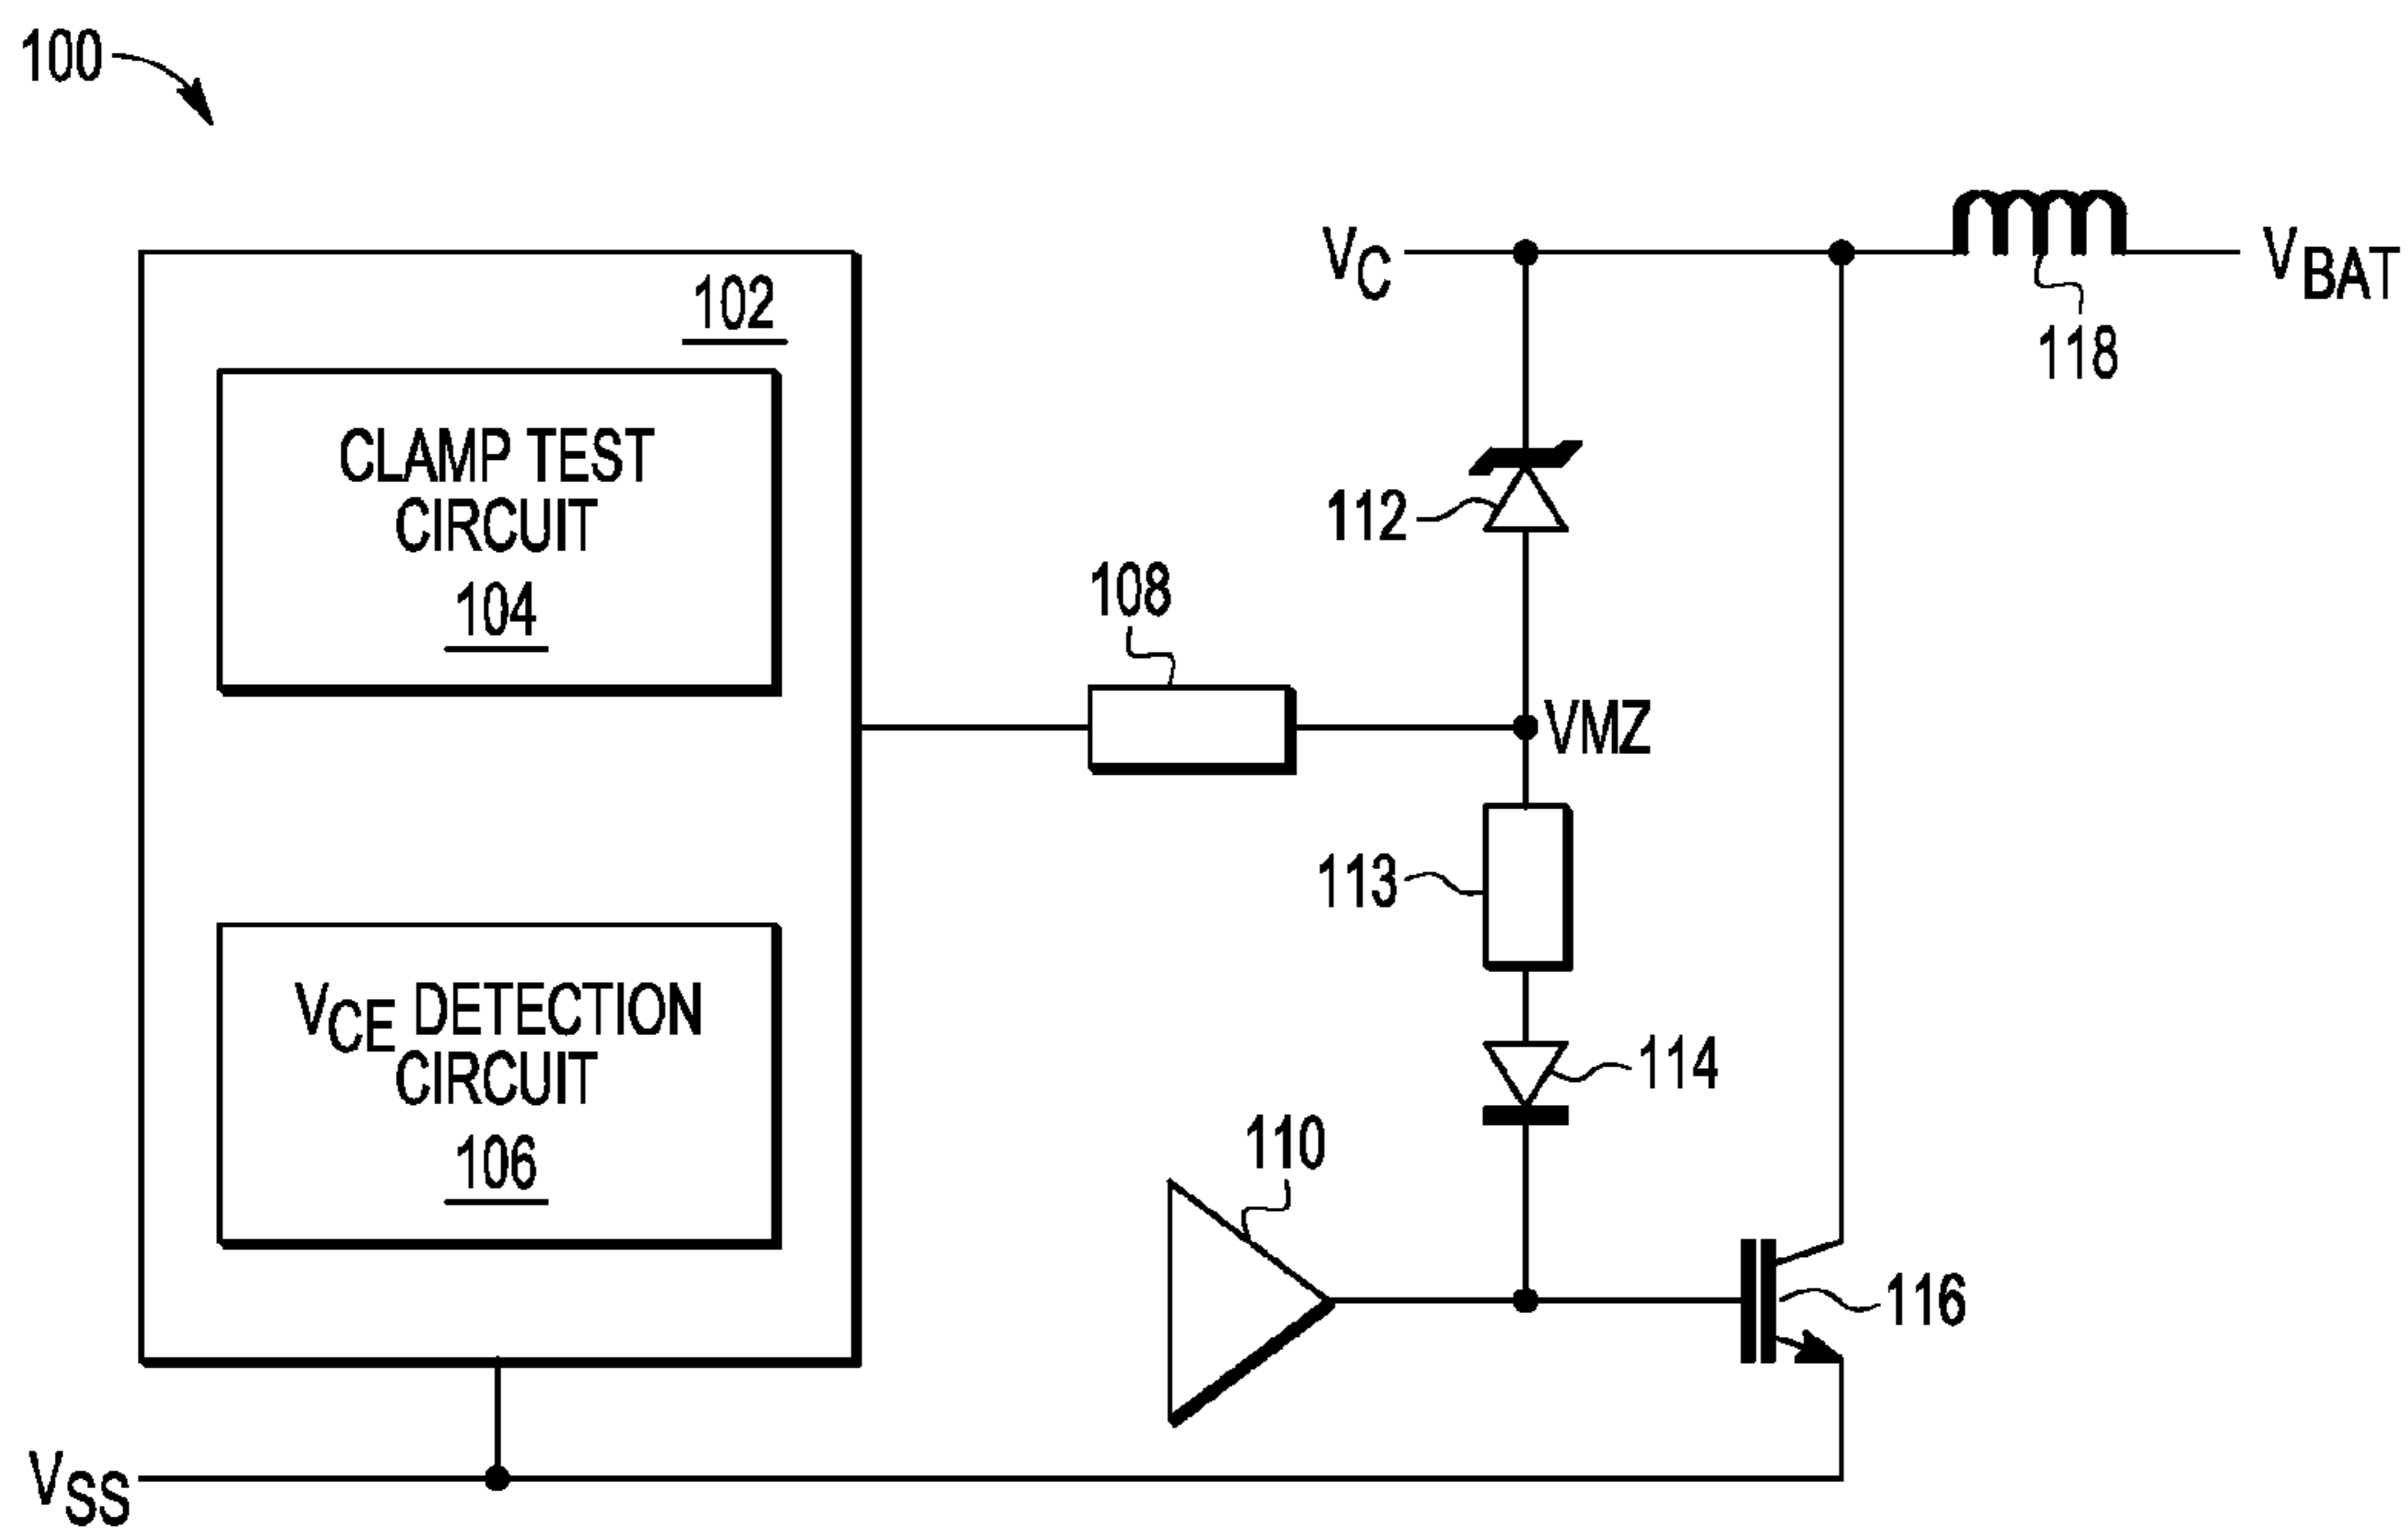 100
102
CLAMP TEST
CIRCUIT
104
VCE DETECTION
CIRCUIT
106
VSS
108
110
VC
112
VMZ
113
114
116
118
VBAT